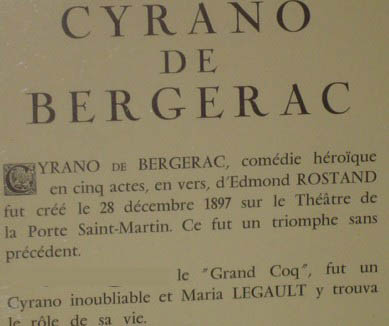 CYRANO
DE
BERGERAC
CYRANO DE BERGERAC, comédie héroïque
en cinq actes, en vers, d'Edmond ROSTAND
fut créé le 28 décembre 1897 sur le Théâtre de
la Porte Saint-Martin. Ce fut un triomphe sans
précédent.
le "Grand Coq", fut un
Cyrano inoubliable et Maria LEGAULT y trouva
le rôle de sa vie.